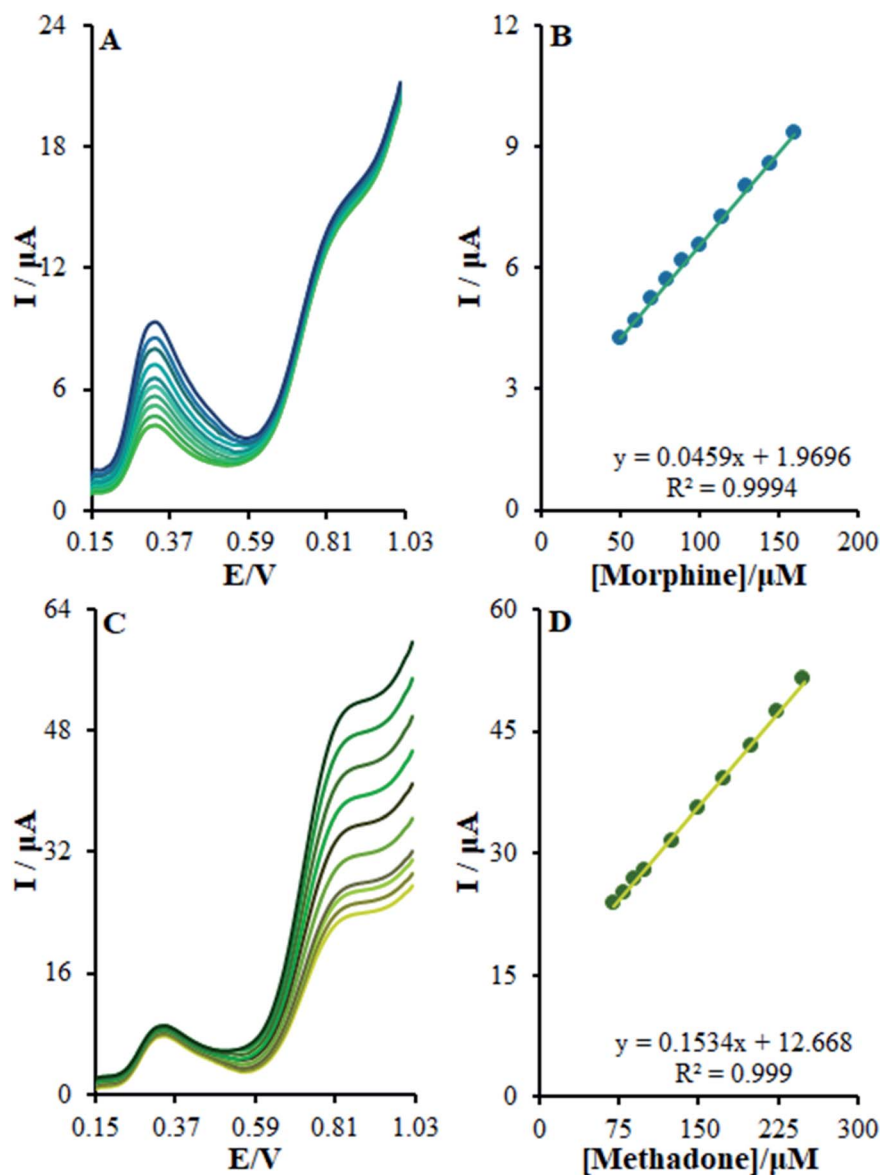 A
24
18
12
6
0
I / µA
0.15 0.37 0.59 0.81 1.03
E/V
B
12
9
6
3
0
I / µA
y = 0.0459x + 1.9696
R² = 0.9994
0 50 100 150 200
[Morphine]/µM
C
64
48
32
16
0
I / µA
0.15 0.37 0.59 0.81 1.03
E/V
D
60
45
30
15
0
I / µA
y = 0.1534x + 12.668
R² = 0.999
0 75 150 225 300
[Methadone]/µM